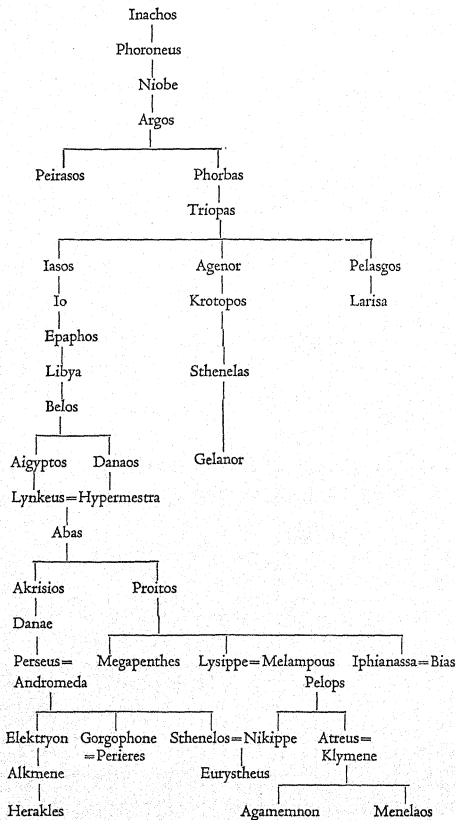 Inachos
Phoroneus
Niobe
Argos
Peirasos Phorbas
Triopas
Iasos Agenor Pelasgos
Io Krotopos Larisa
Epaphos
Libya Sthenelas
Belos
Aigyptos Danaos Gelanor
Lynkeus=Hypermestra
Abas
Akrisios Proitos
Danae
Perseus= Megapenthes Lysippe=Melampous Iphianassa=Bias
Andromeda Pelops
Elektryon Gorgophone Sthenelos=Nikippe Atreus=
=Perieres Klymene
Alkmene Eurystheus
Herakles Agamemnon Menelaos